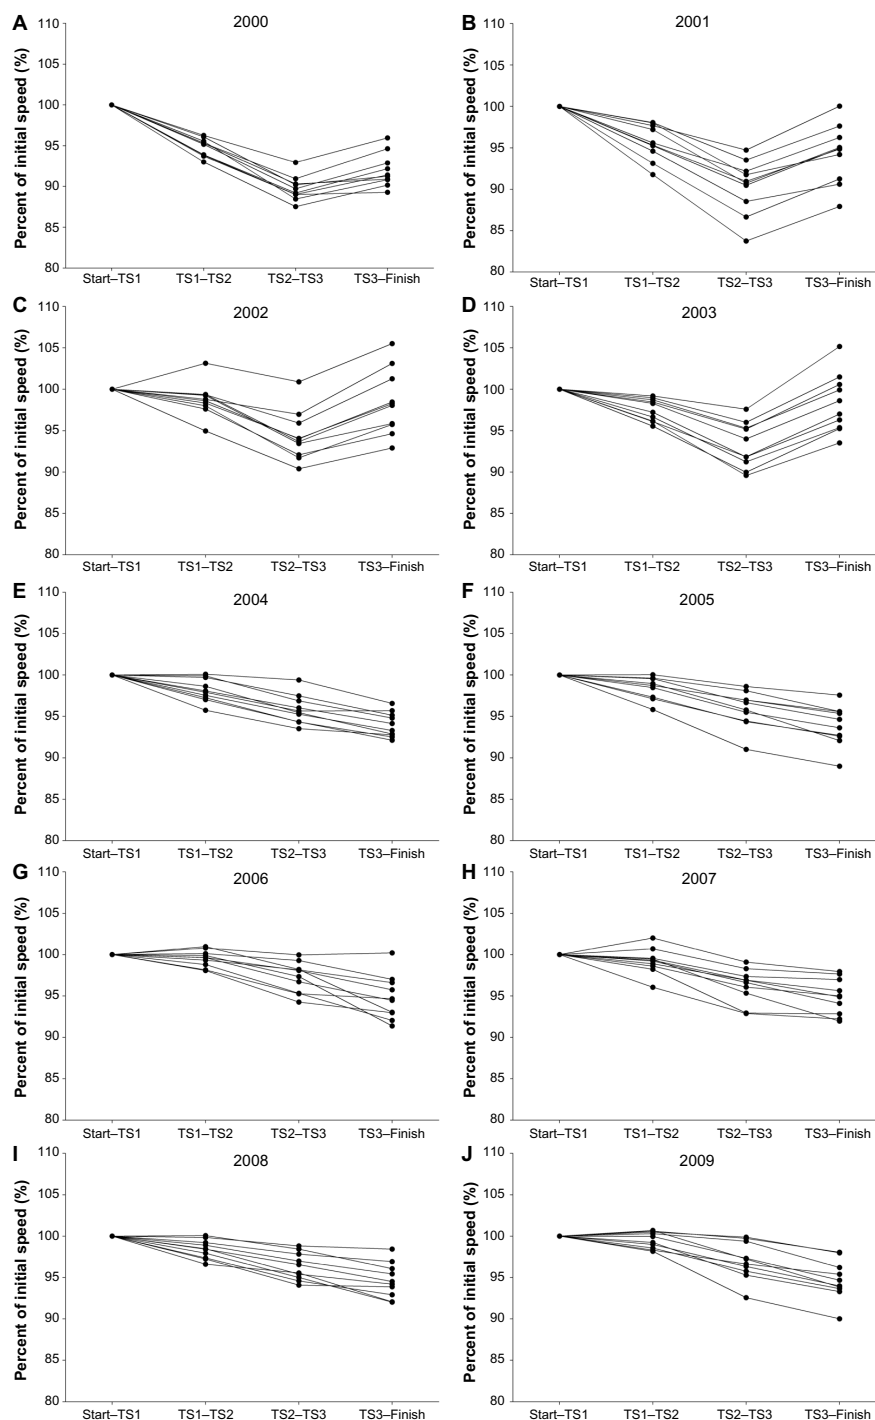 A
2000
Percent of initial speed (%)
110
105
100
95
90
85
80
Start–TS1 TS1–TS2 TS2–TS3 TS3–Finish
B
2001
Percent of initial speed (%)
110
105
100
95
90
85
80
Start–TS1 TS1–TS2 TS2–TS3 TS3–Finish
C
2002
Percent of initial speed (%)
110
105
100
95
90
85
80
Start–TS1 TS1–TS2 TS2–TS3 TS3–Finish
D
2003
Percent of initial speed (%)
110
105
100
95
90
85
80
Start–TS1 TS1–TS2 TS2–TS3 TS3–Finish
E
2004
Percent of initial speed (%)
110
105
100
95
90
85
80
Start–TS1 TS1–TS2 TS2–TS3 TS3–Finish
F
2005
Percent of initial speed (%)
110
105
100
95
90
85
80
Start–TS1 TS1–TS2 TS2–TS3 TS3–Finish
G
2006
Percent of initial speed (%)
110
105
100
95
90
85
80
Start–TS1 TS1–TS2 TS2–TS3 TS3–Finish
H
2007
Percent of initial speed (%)
110
105
100
95
90
85
80
Start–TS1 TS1–TS2 TS2–TS3 TS3–Finish
I
2008
Percent of initial speed (%)
110
105
100
95
90
85
80
Start–TS1 TS1–TS2 TS2–TS3 TS3–Finish
J
2009
Percent of initial speed (%)
110
105
100
95
90
85
80
Start–TS1 TS1–TS2 TS2–TS3 TS3–Finish